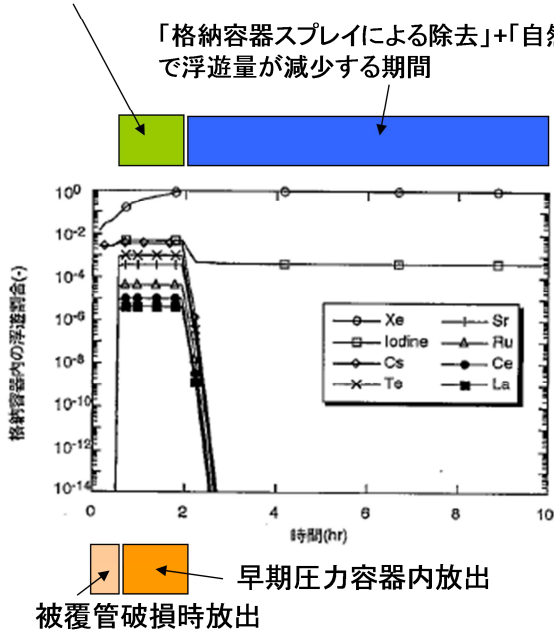 「格納容器スプレイによる除去」+「自然
で浮遊量が減少する期間
格納容器内の浮遊割合(-)
10^0
10^-2
10^-4
10^-6
10^-8
10^-10
10^-12
10^-14
Xe
Iodine
Cs
Te
Sr
Ru
Ce
La
0 2 4 6 8 10
時間(hr)
早期圧力容器内放出
被覆管破損時放出